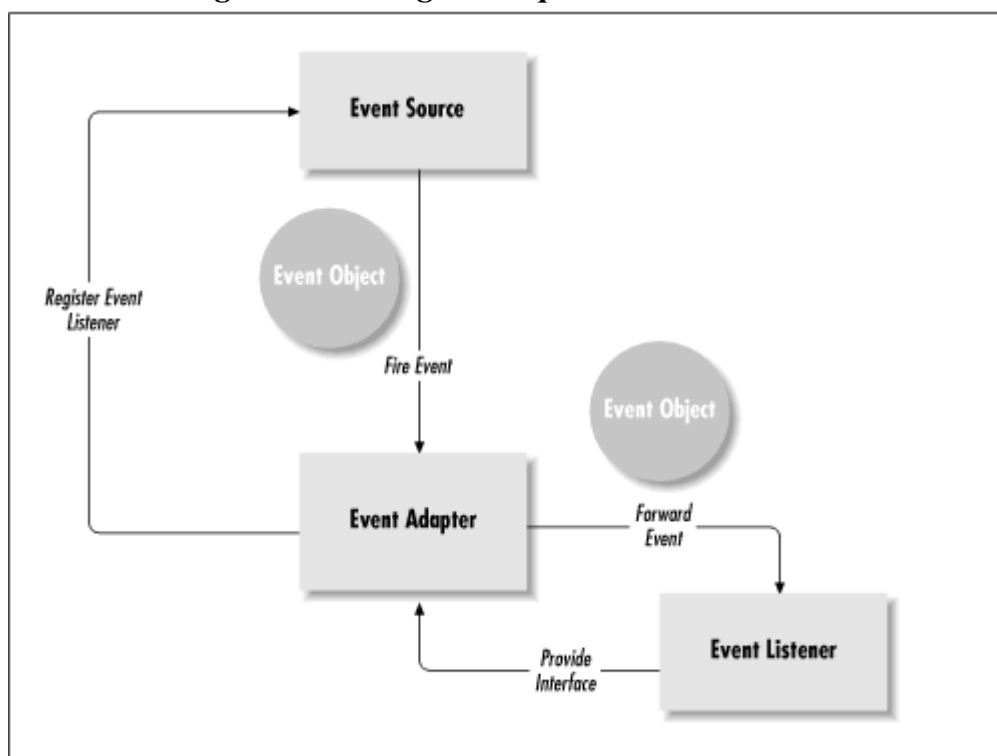 Event Source
Event Object
Register Event
Listener
Fire Event
Event Object
Event Adapter
Forward
Event
Event Listener
Provide
Interface